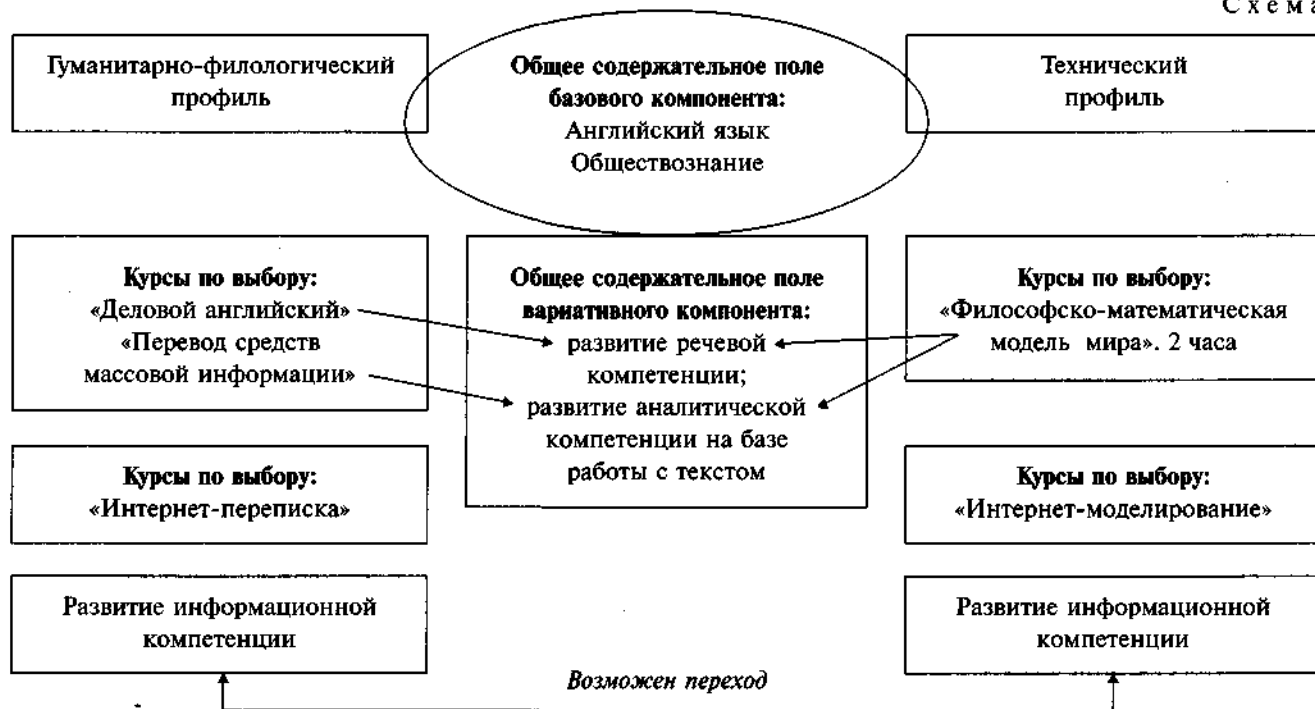 Схема
Гуманитарно-филологический
профиль
Общее содержательное поле
базового компонента:
Английский язык
Обществознание
Технический
профиль
Курсы по выбору:
«Деловой английский»
«Перевод средств
массовой информации»
Общее содержательное поле
вариативного компонента:
развитие речевой
компетенции;
развитие аналитической
компетенции на базе
работы с текстом
Курсы по выбору:
«Философско-математическая
модель мира». 2 часа
Курсы по выбору:
«Интернет-переписка»
Курсы по выбору:
«Интернет-моделирование»
Развитие информационной
компетенции
Развитие информационной
компетенции
Возможен переход